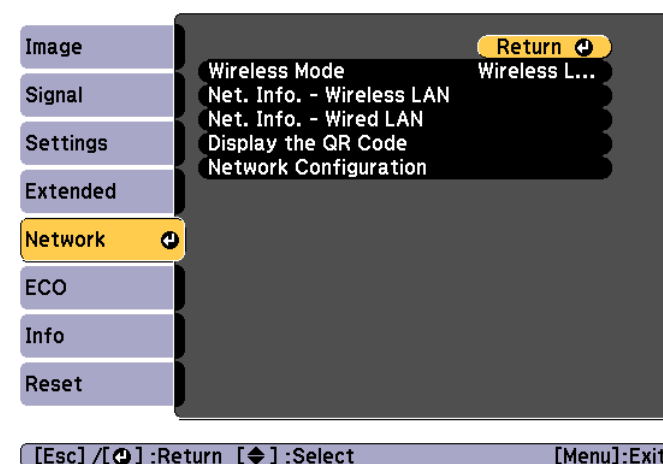 Image
Signal
Settings
Extended
Network
ECO
Info
Reset
Return
Wireless Mode Wireless L...
Net. Info. - Wireless LAN
Net. Info. - Wired LAN
Display the QR Code
Network Configuration
[Esc] /[ ] :Return [ ] :Select [Menu]:Exit